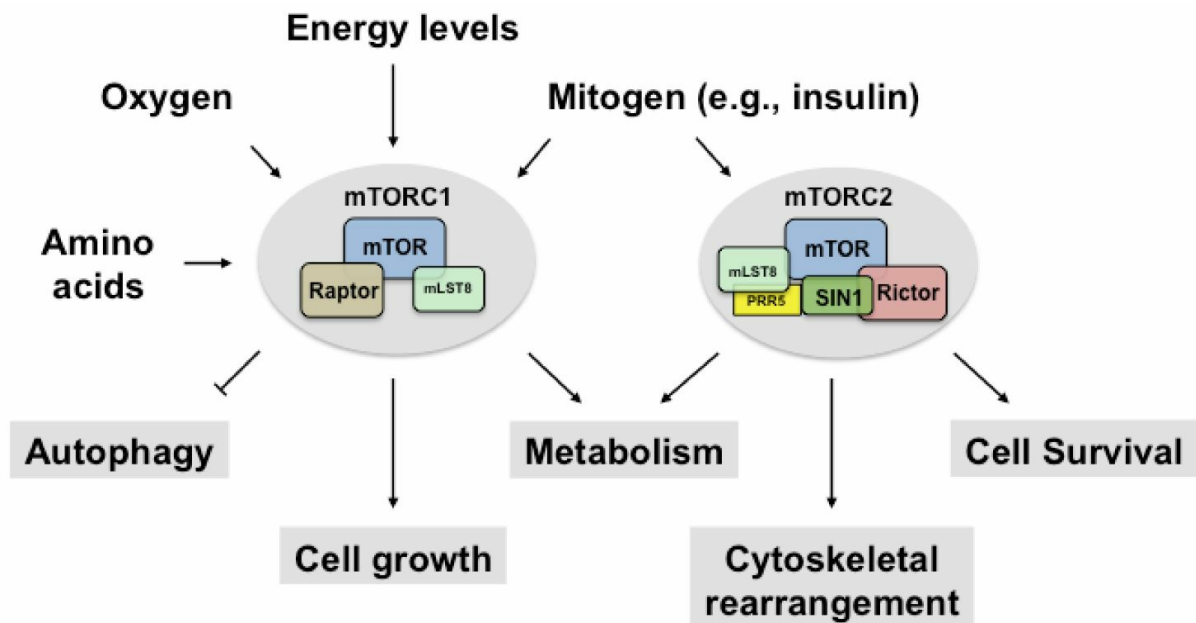 Energy levels
Oxygen
Mitogen (e.g., insulin)
Amino
acids
mTORC1
mTOR
Raptor
mLST8
mTORC2
mTOR
mLST8
PRR5
SIN1
Rictor
Autophagy
Metabolism
Cell Survival
Cell growth
Cytoskeletal
rearrangement